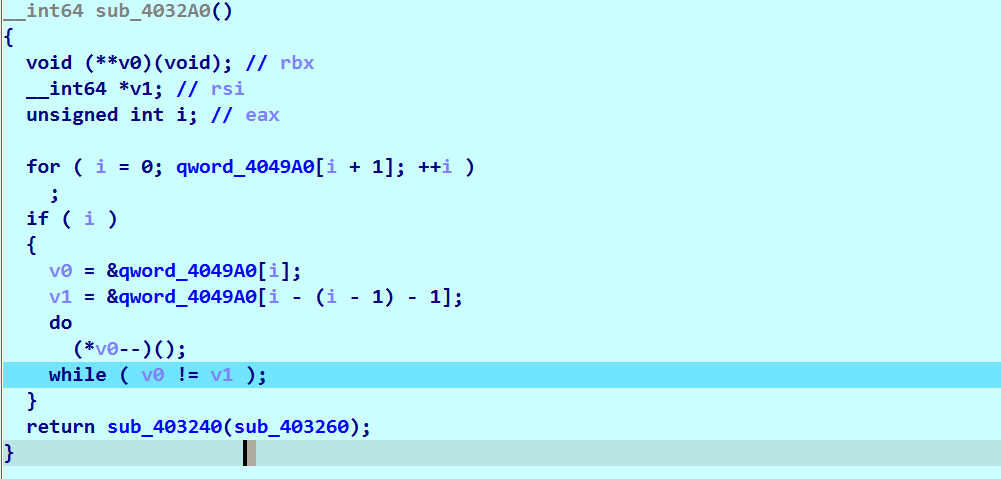 __int64 sub_4032A0()
{
void (**v0)(void); // rbx
__int64 *v1; // rsi
unsigned int i; // eax
for ( i = 0; qword_4049A0[i + 1]; ++i )
;
if ( i )
{
v0 = &qword_4049A0[i];
v1 = &qword_4049A0[i - (i - 1) - 1];
do
(*v0--)();
while ( v0 != v1 );
}
return sub_403240(sub_403260);
}